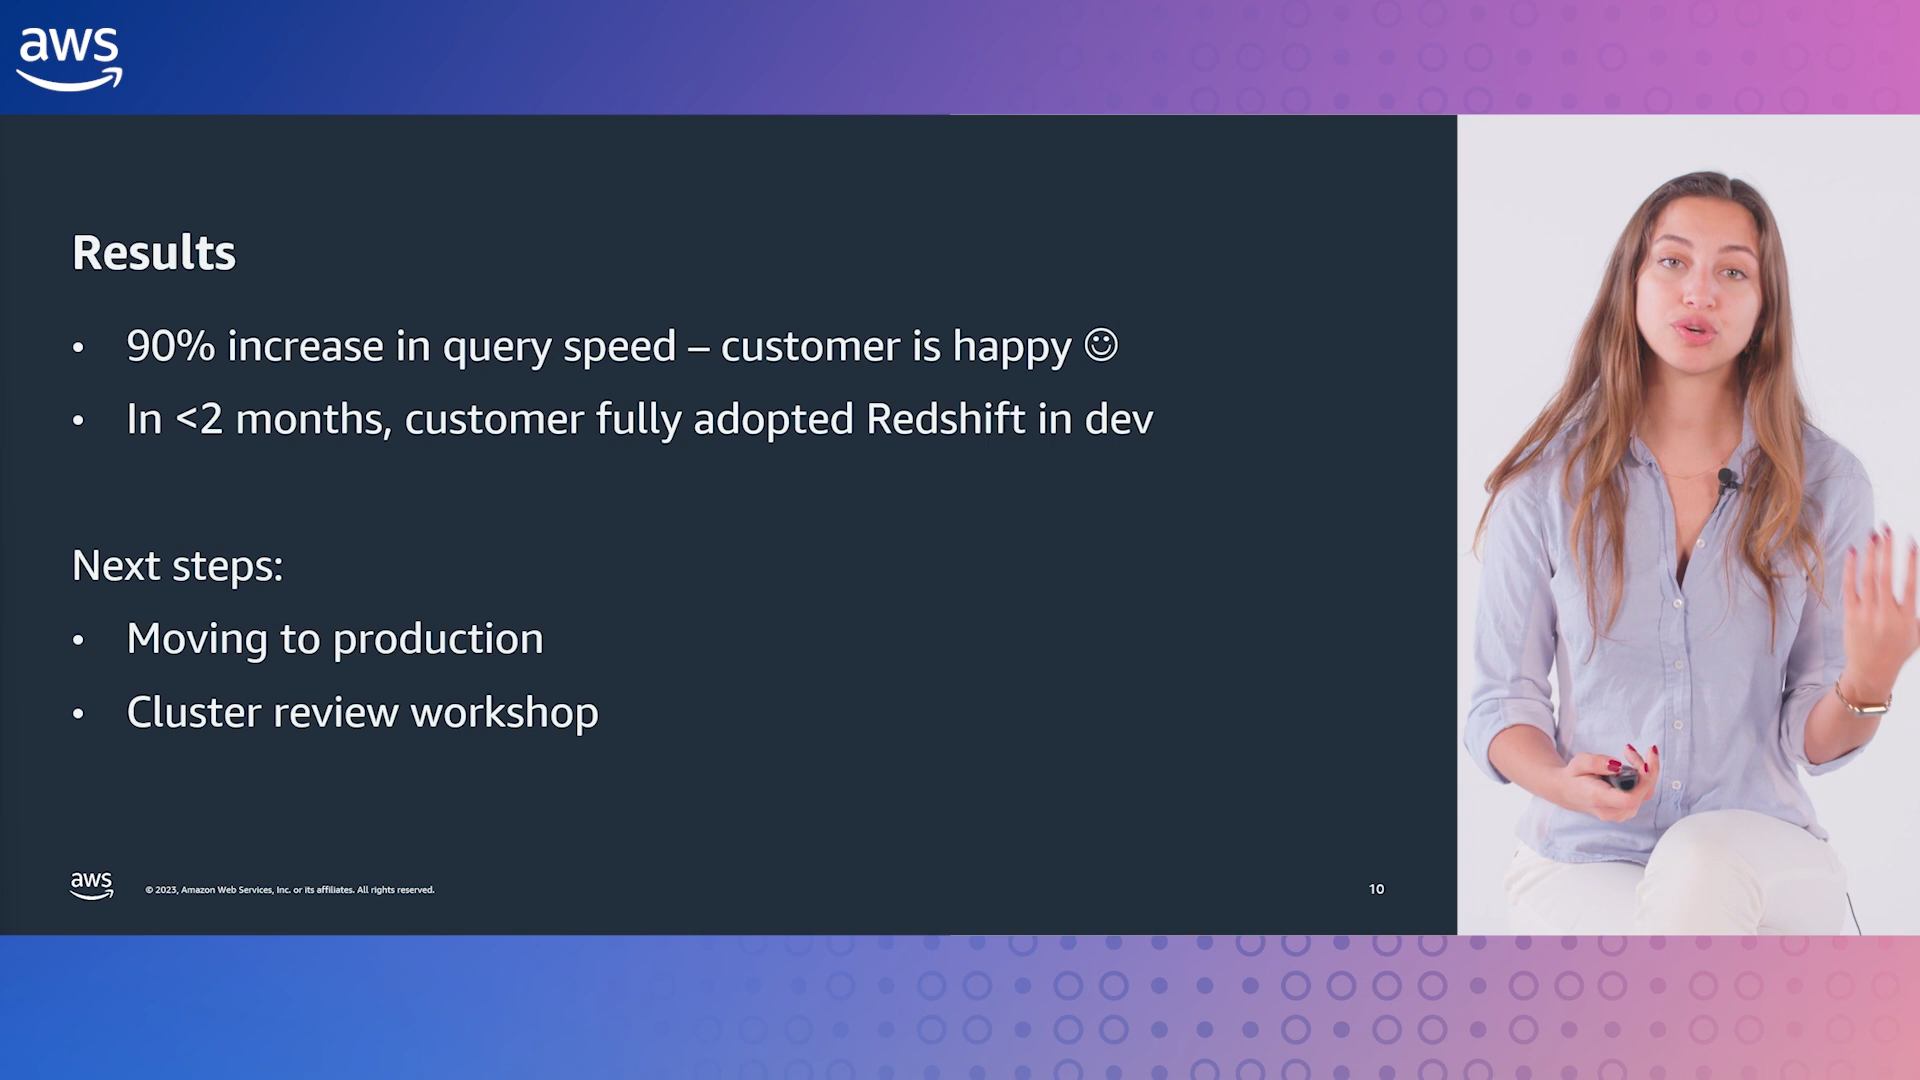 aws
Results
• 90% increase in query speed – customer is happy ☺
• In <2 months, customer fully adopted Redshift in dev
Next steps:
• Moving to production
• Cluster review workshop
aws
© 2023, Amazon Web Services, Inc. or its affiliates. All rights reserved.
10